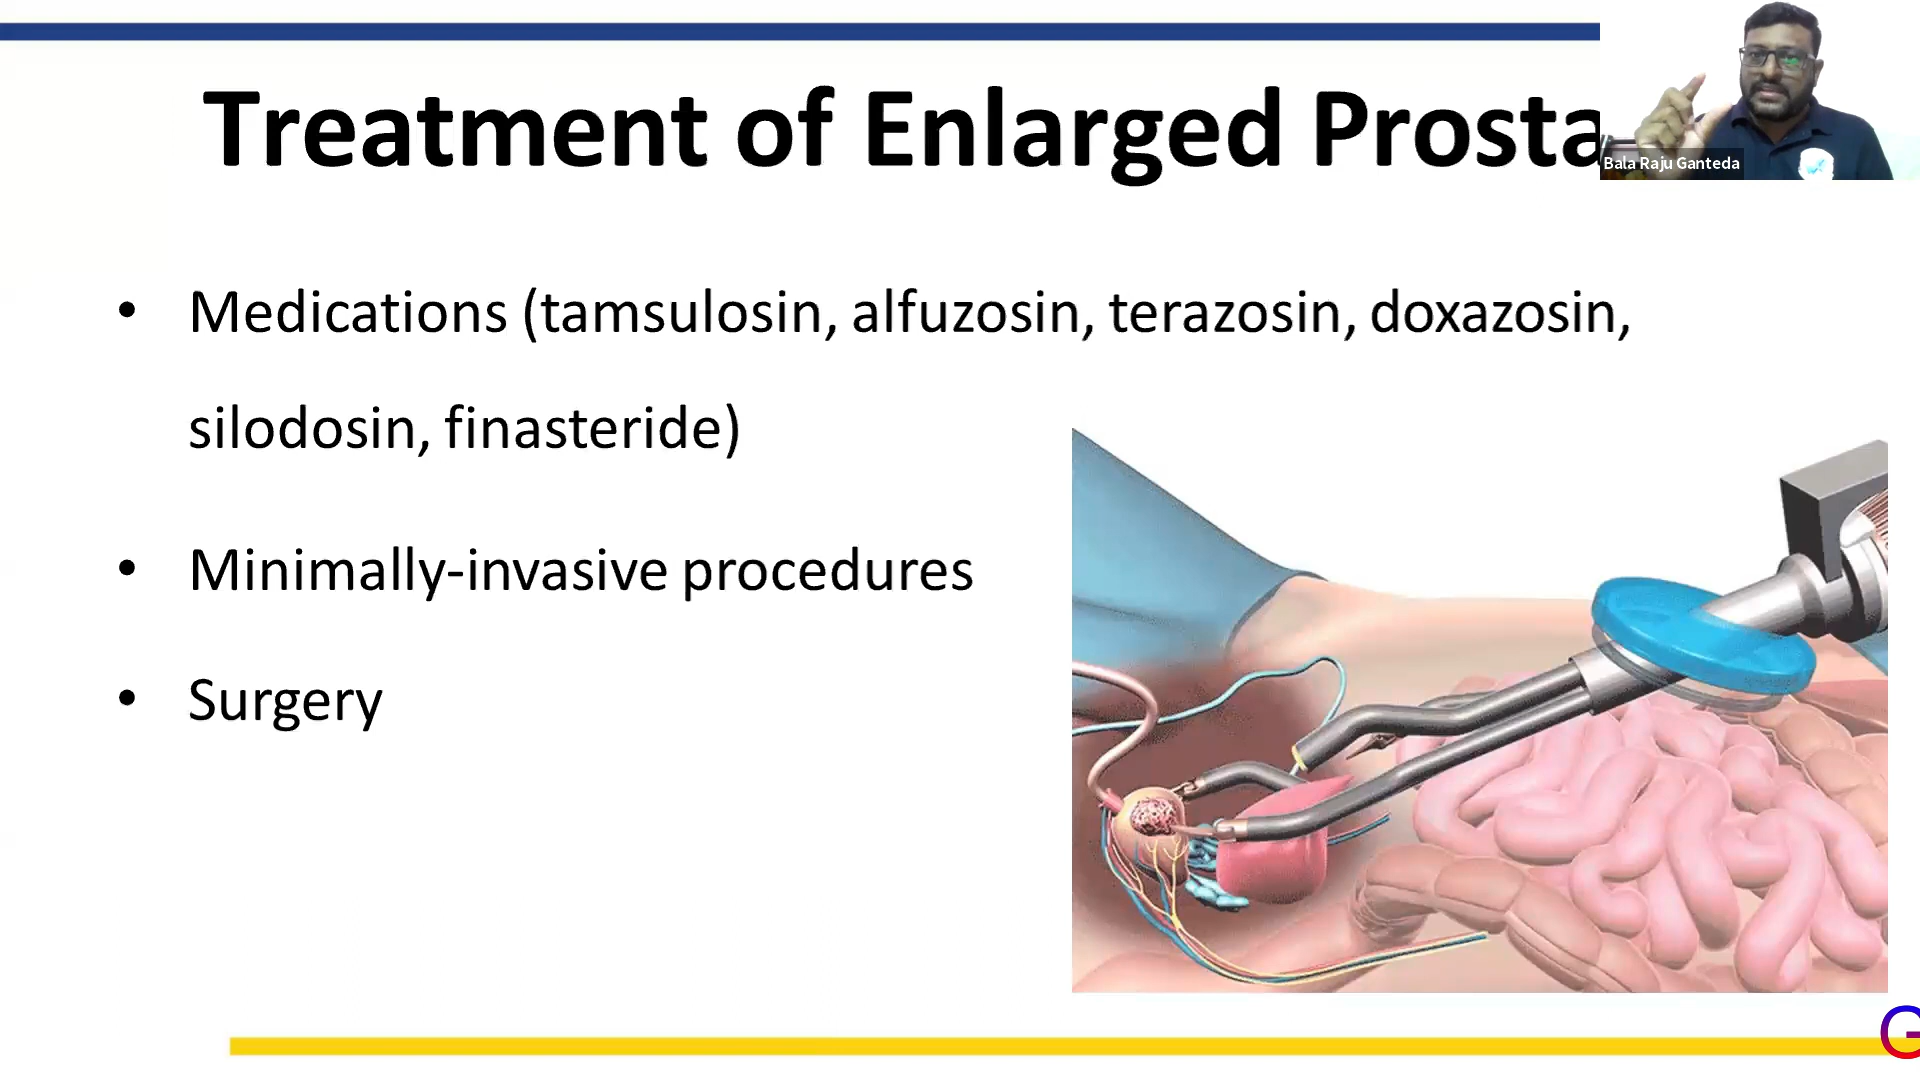 Treatment of Enlarged Prosta
Bala Raju Ganteda
• Medications (tamsulosin, alfuzosin, terazosin, doxazosin,
silodosin, finasteride)
• Minimally-invasive procedures
• Surgery
G